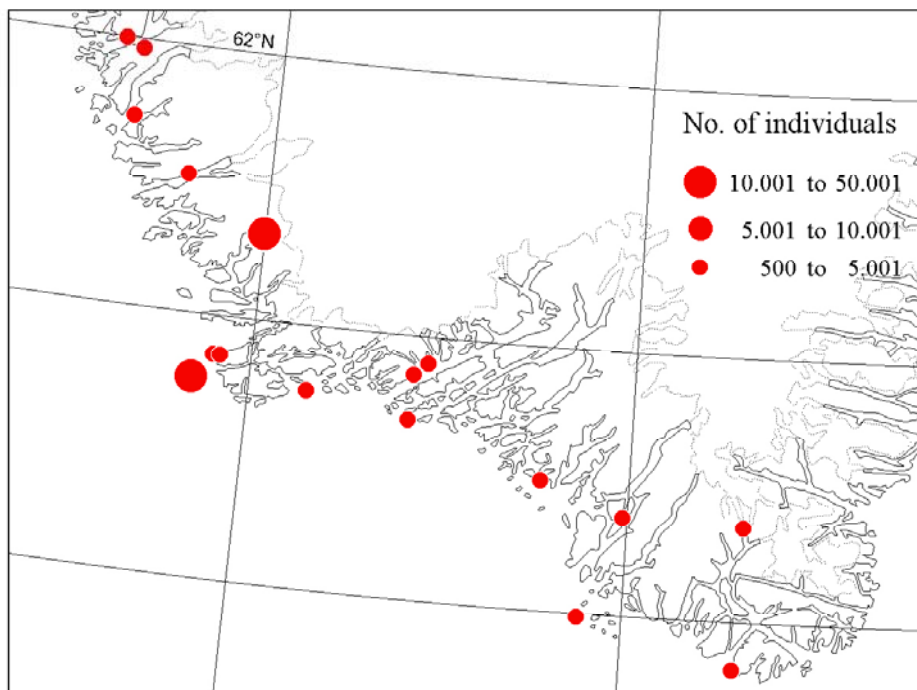 62°N
No. of individuals
10.001 to 50.001
5.001 to 10.001
500 to 5.001